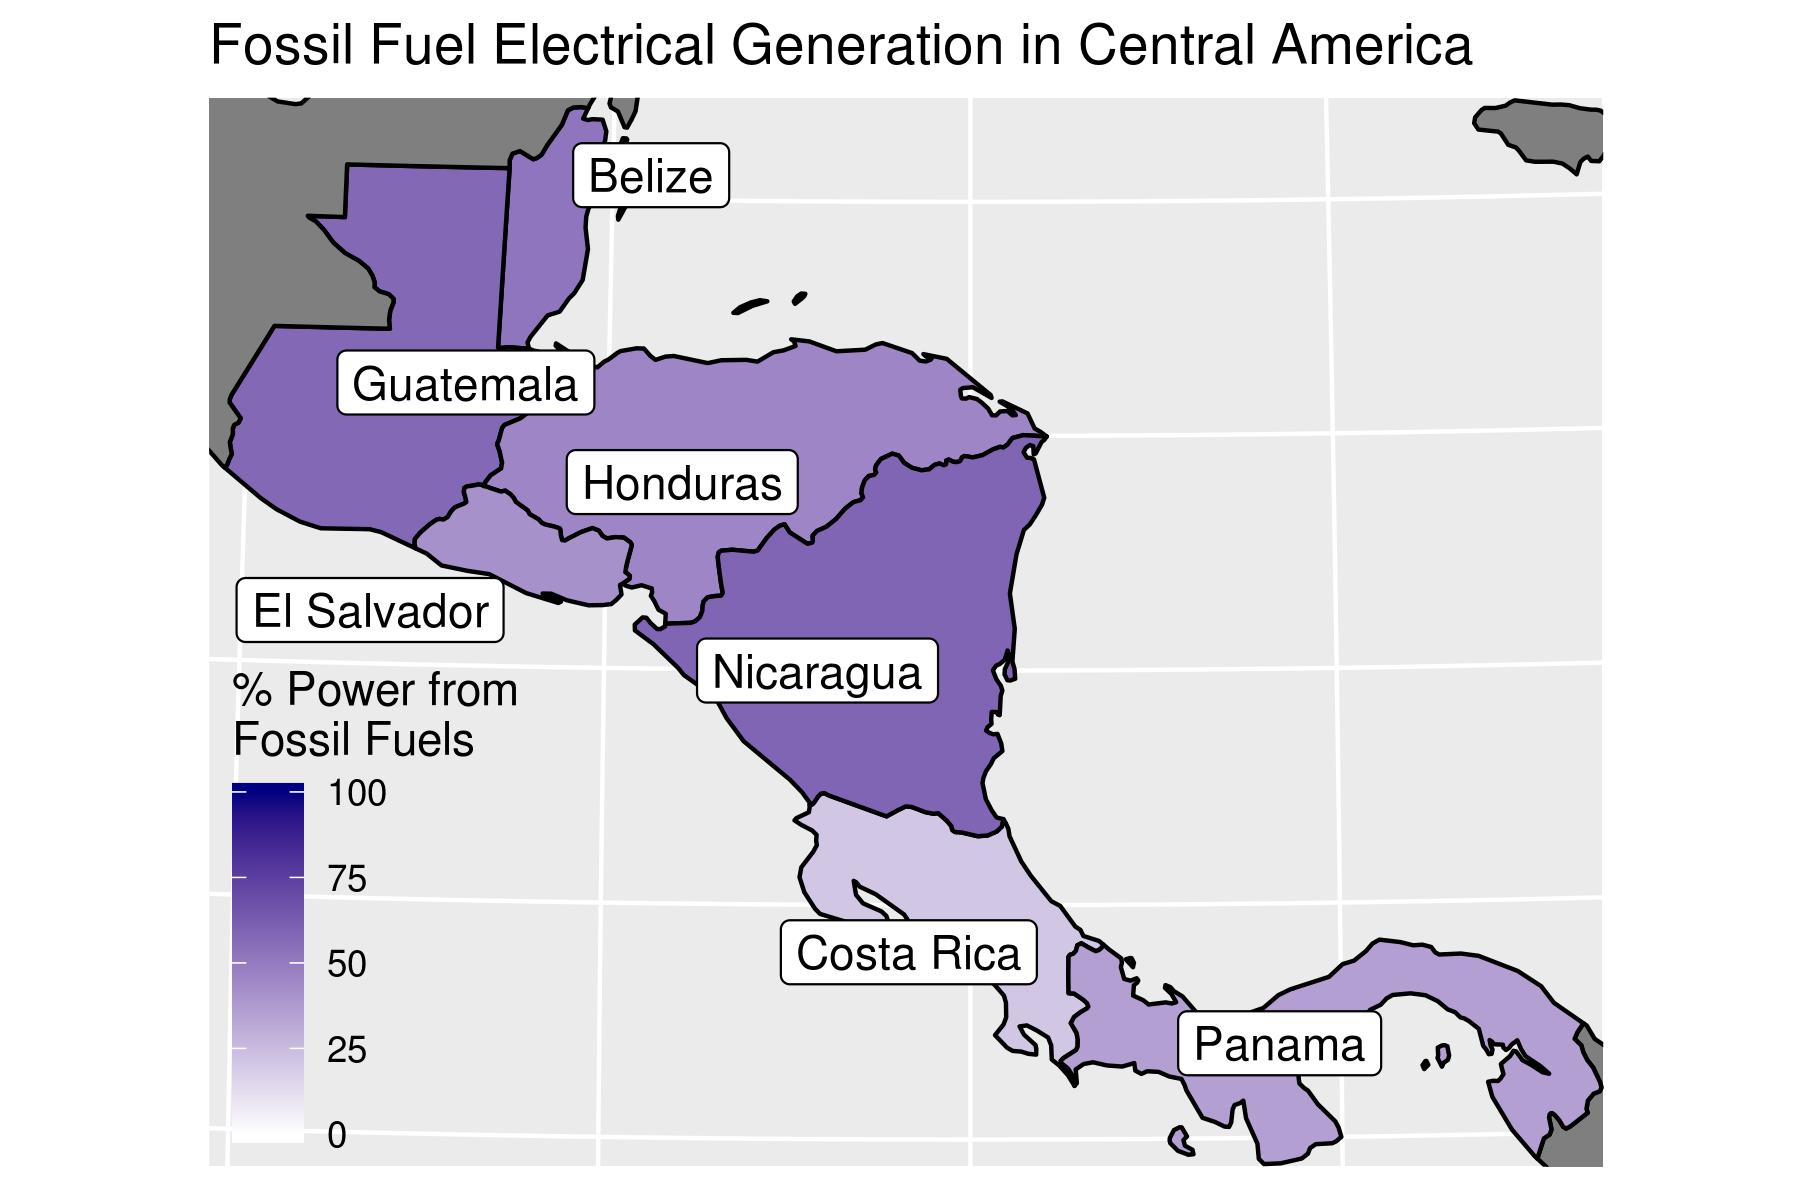 Fossil Fuel Electrical Generation in Central America
Belize
Guatemala
Honduras
El Salvador
Nicaragua
% Power from
Fossil Fuels
100
75
50
25
0
Costa Rica
Panama